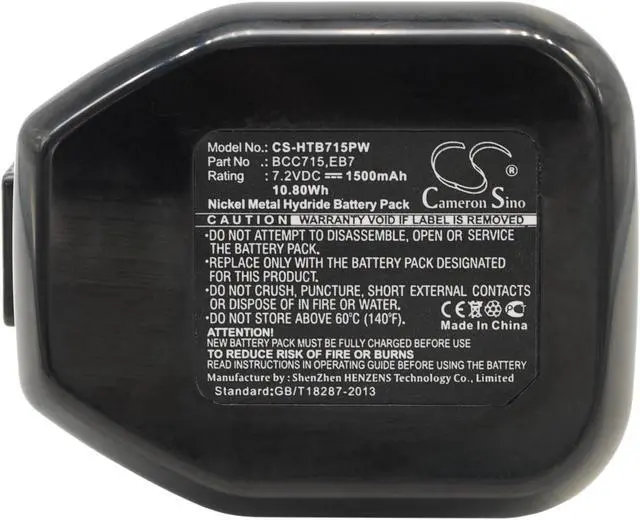 Model No.: CS-HTB715PW
Part No : BCC715,EB7
Rating : 7.2VDC ⎓ 1500mAh
10.80Wh
Nickel Metal Hydride Battery Pack
CS ®
Cameron Sino
CAUTION WARRANTY VOID IF LABEL IS REMOVED
•DO NOT ATTEMPT TO DISASSEMBLE, OPEN OR SERVICE
THE BATTERY PACK.
•REPLACE ONLY WITH THE BATTERY PACK DESIGNATED
FOR THIS PRODUCT.
•DO NOT CRUSH, PUNCTURE, SHORT EXTERNAL CONTACTS
OR DISPOSE OF IN FIRE OR WATER.
•DO NOT STORE ABOVE 60°C (140°F).
CE
Made In China
ATTENTION!
NEW BATTERY PACK MUST BE FULLY CHARGED BEFORE
TO REDUCE RISK OF FIRE OR BURNS
READ INSTRUCTIONS IN OPERATING GUIDE BEFORE USING.
Manufacture by : ShenZhen HENZENS Technology Co., Limited
Standard:GB/T18287-2013